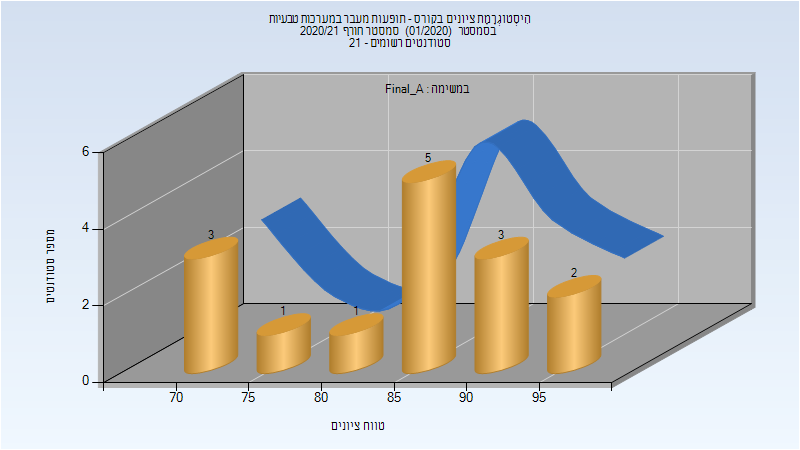 היסטוגרמת ציונים בקורס - תופעות מעבר במערכות טבעיות
בסמסטר (01/2020) סמסטר חורף 2020/21
סטודנטים רשומים - 21
במשימה : Final_A
מספר סטודנטים
6
4
2
0
3
1
1
5
3
2
70
75
80
85
90
95
טווח ציונים